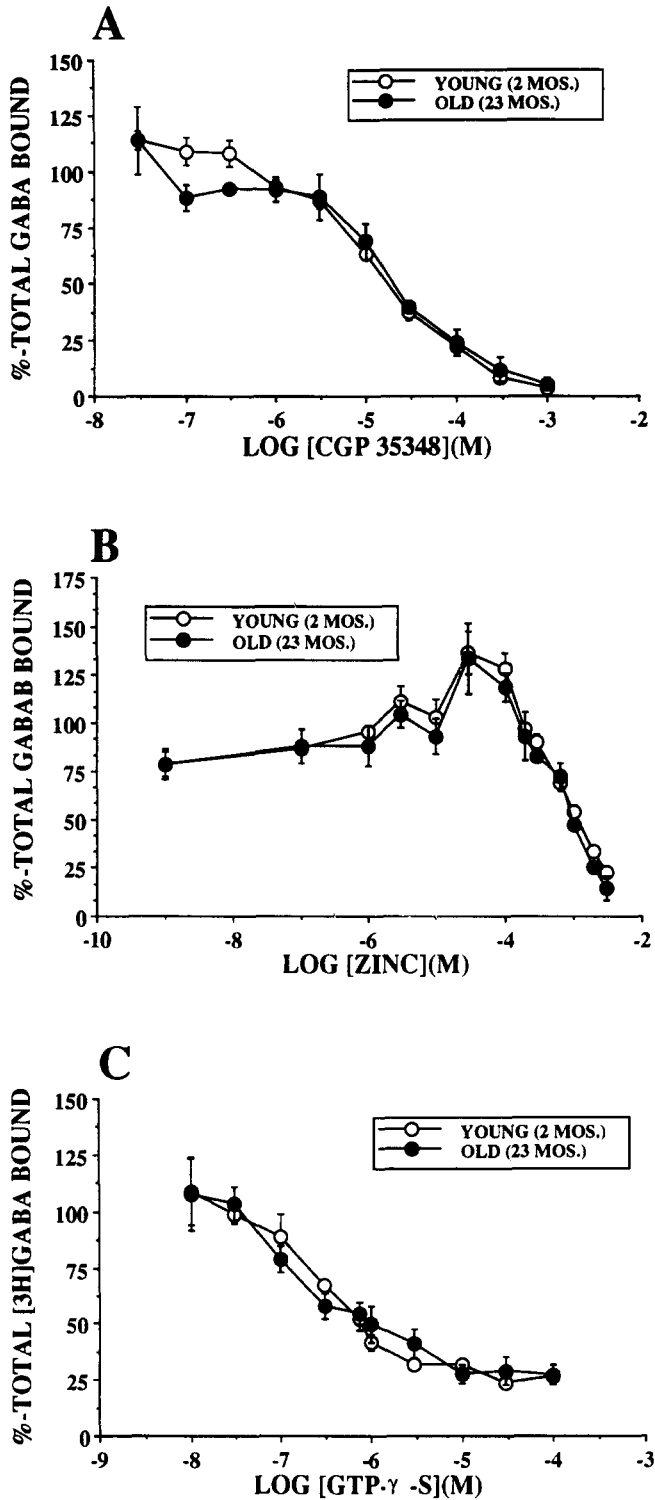 A
150
125
100
75
50
25
0
%-TOTAL GABA BOUND
YOUNG (2 MOS.)
OLD (23 MOS.)
-8 -7 -6 -5 -4 -3 -2
LOG [CGP 35348](M)
B
175
150
125
100
75
50
25
0
%-TOTAL GABAB BOUND
YOUNG (2 MOS.)
OLD (23 MOS.)
-10 -8 -6 -4 -2
LOG [ZINC](M)
C
150
125
100
75
50
25
0
%-TOTAL [3H]GABA BOUND
YOUNG (2 MOS.)
OLD (23 MOS.)
-9 -8 -7 -6 -5 -4 -3
LOG [GTP-γ -S](M)